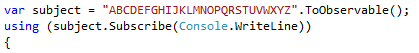 var subject = "ABCDEFGHIJKLMNOPQRSTUVWXYZ".ToObservable();
using (subject.Subscribe(Console.WriteLine))
{